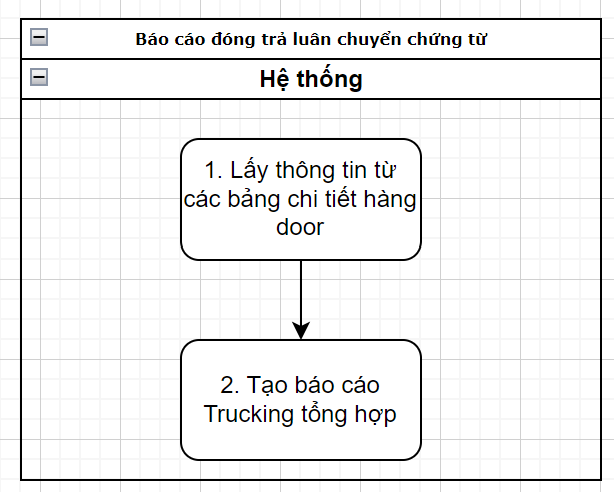 Báo cáo đóng trả luân chuyển chứng từ
Hệ thống
1. Lấy thông tin từ
các bảng chi tiết hàng
door
2. Tạo báo cáo
Trucking tổng hợp